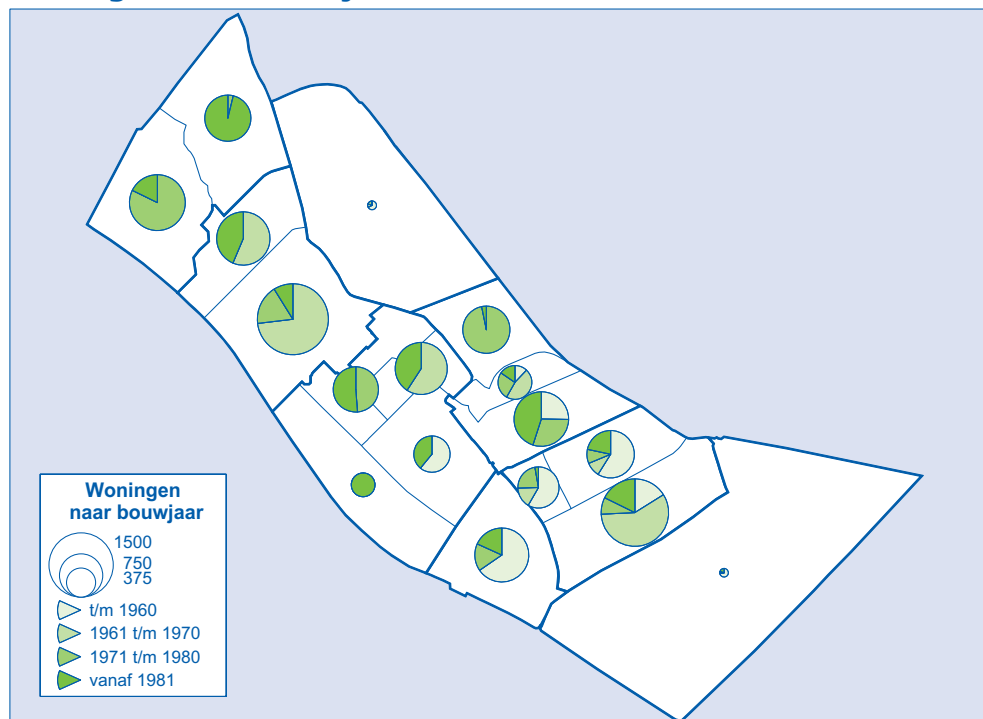 Woningen
naar bouwjaar
1500
750
375
t/m 1960
1961 t/m 1970
1971 t/m 1980
vanaf 1981